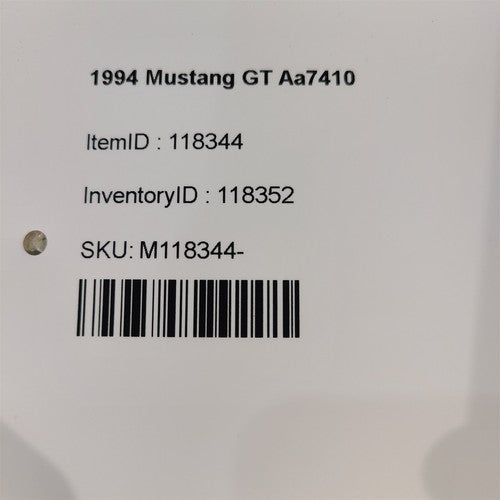 1994 Mustang GT Aa7410
ItemID : 118344
InventoryID : 118352
SKU: M118344-